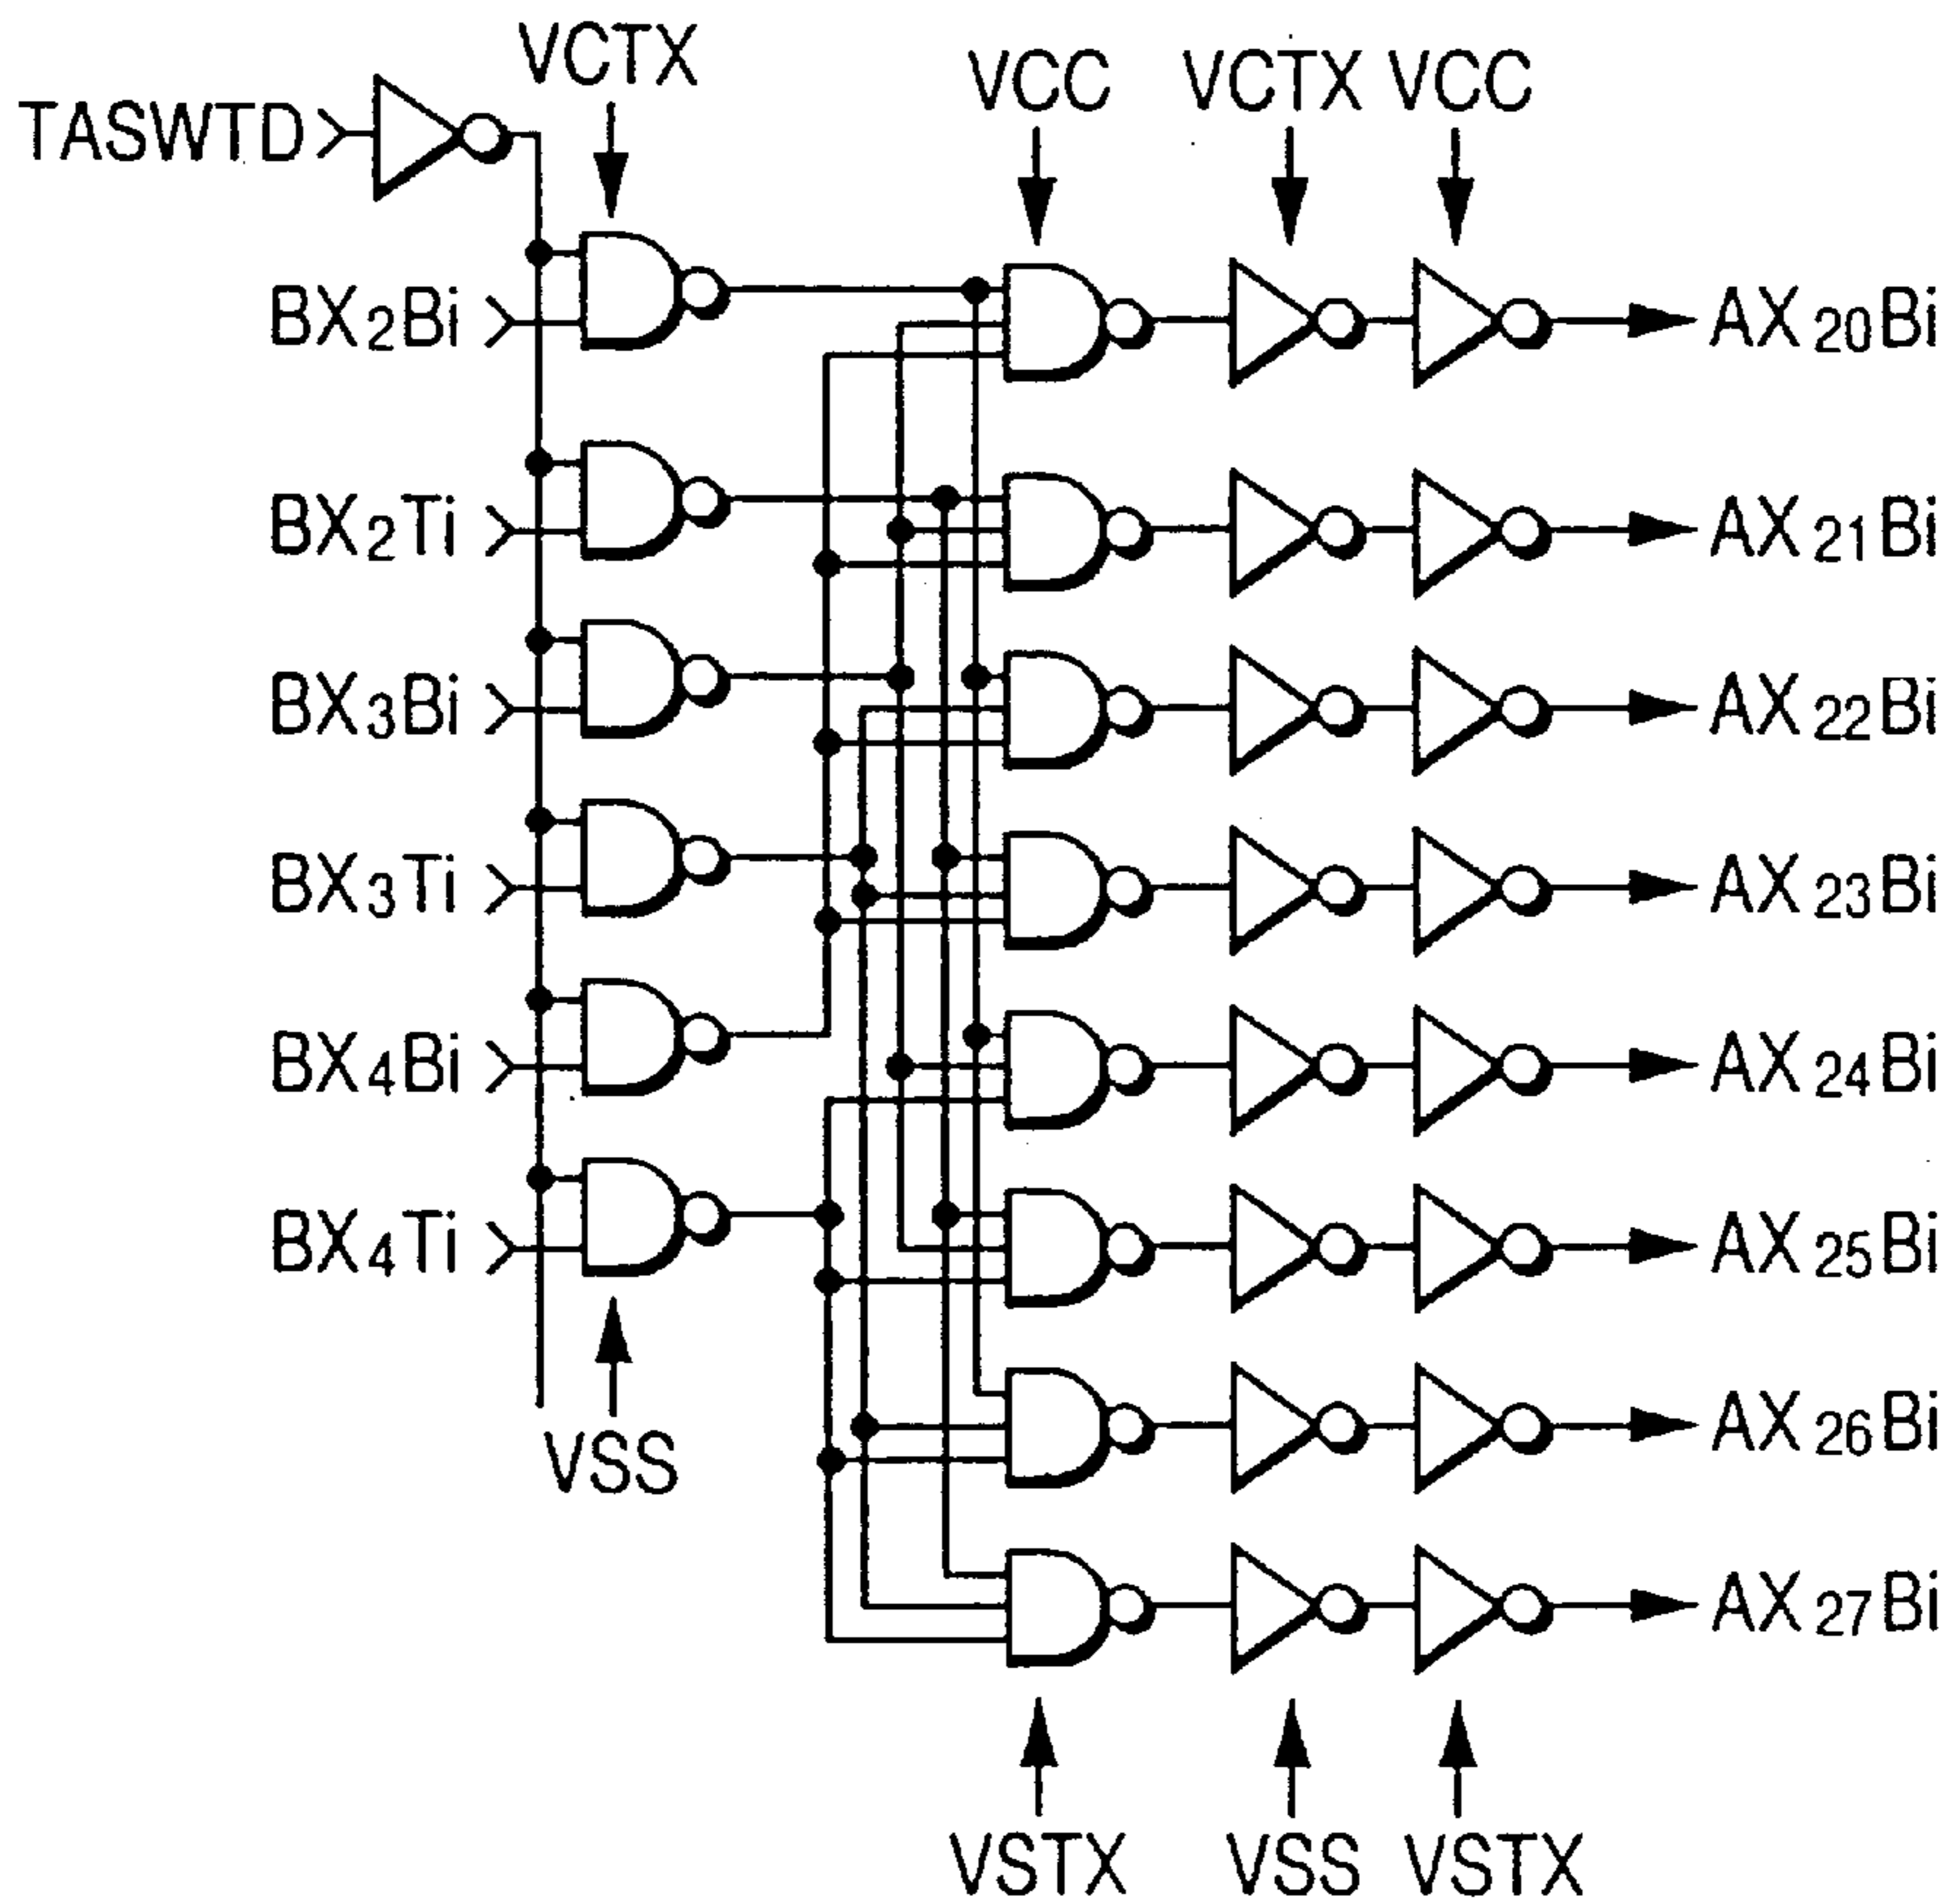 VCTX
VCC VCTX VCC
TASWTD
BX2Bi AX20Bi
BX2Ti AX21Bi
BX3Bi AX22Bi
BX3Ti AX23Bi
BX4Bi AX24Bi
BX4Ti AX25Bi
AX26Bi
VSS
AX27Bi
VSTX VSS VSTX